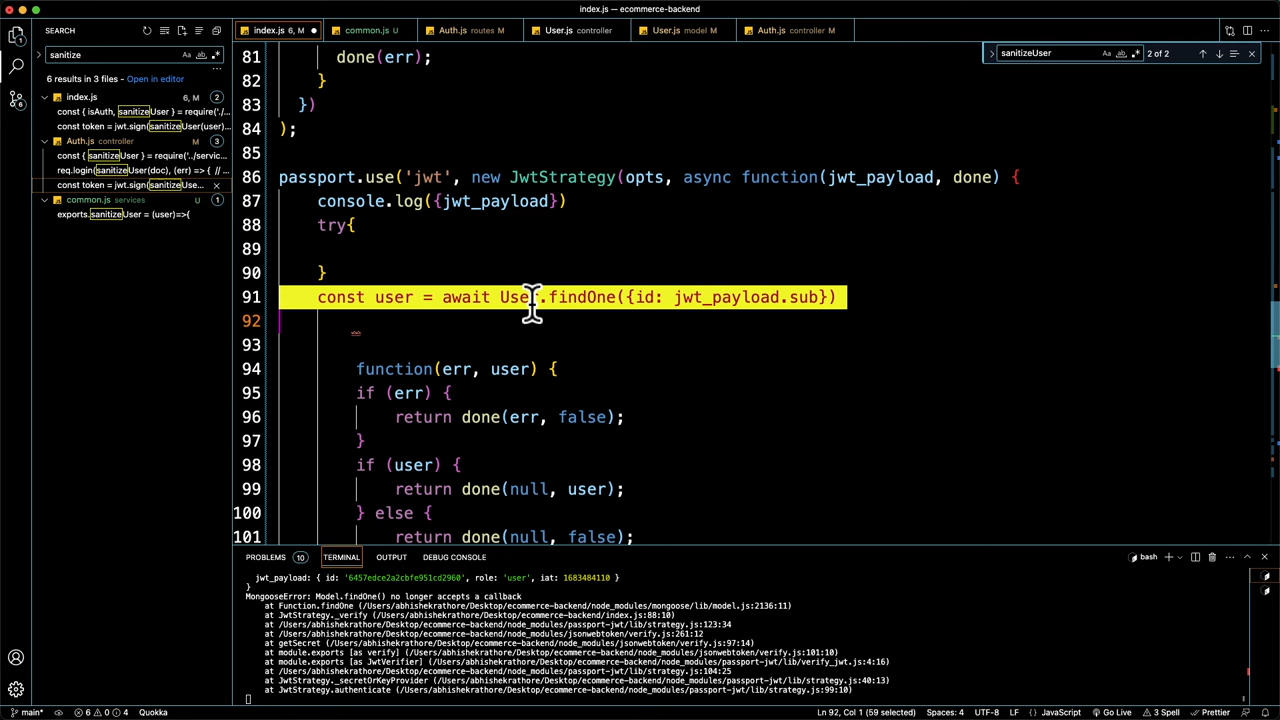 index.js — ecommerce-backend
SEARCH
index.js 6, M
common.js U
Auth.js routes M
User.js controller
User.js model M
Auth.js controller M
sanitize
Aa ab .*
sanitizeUser
Aa ab .*
2 of 2
6 results in 3 files - Open in editor
index.js 6, M 2
const { isAuth, sanitizeUser } = require('./...
const token = jwt.sign(sanitizeUser(user)...
Auth.js controller M 3
const { sanitizeUser } = require('../servic...
req.login(sanitizeUser(doc), (err) => { // ...
const token = jwt.sign(sanitizeUse...
common.js services U 1
exports.sanitizeUser = (user)=>{
81 done(err);
82 }
83 })
84 );
85
86 passport.use('jwt', new JwtStrategy(opts, async function(jwt_payload, done) {
87 console.log({jwt_payload})
88 try{
89
90 }
91 const user = await User.findOne({id: jwt_payload.sub})
92
93
94 function(err, user) {
95 if (err) {
96 return done(err, false);
97 }
98 if (user) {
99 return done(null, user);
100 } else {
101 return done(null, false);
PROBLEMS 10 TERMINAL OUTPUT DEBUG CONSOLE
bash
jwt_payload: { id: '6457edce2a2cbfe951cd2960', role: 'user', iat: 1683484110 }
}
MongooseError: Model.findOne() no longer accepts a callback
at Function.findOne (/Users/abhishekrathore/Desktop/ecommerce-backend/node_modules/mongoose/lib/model.js:2136:11)
at JwtStrategy._verify (/Users/abhishekrathore/Desktop/ecommerce-backend/index.js:88:10)
at /Users/abhishekrathore/Desktop/ecommerce-backend/node_modules/passport-jwt/lib/strategy.js:123:34
at /Users/abhishekrathore/Desktop/ecommerce-backend/node_modules/jsonwebtoken/verify.js:261:12
at getSecret (/Users/abhishekrathore/Desktop/ecommerce-backend/node_modules/jsonwebtoken/verify.js:97:14)
at module.exports [as verify] (/Users/abhishekrathore/Desktop/ecommerce-backend/node_modules/jsonwebtoken/verify.js:101:10)
at module.exports [as JwtVerifier] (/Users/abhishekrathore/Desktop/ecommerce-backend/node_modules/passport-jwt/lib/verify_jwt.js:4:16)
at /Users/abhishekrathore/Desktop/ecommerce-backend/node_modules/passport-jwt/lib/strategy.js:104:25
at JwtStrategy._secretOrKeyProvider (/Users/abhishekrathore/Desktop/ecommerce-backend/node_modules/passport-jwt/lib/strategy.js:40:13)
at JwtStrategy.authenticate (/Users/abhishekrathore/Desktop/ecommerce-backend/node_modules/passport-jwt/lib/strategy.js:99:10)
main* 6 0 4 Quokka
Ln 92, Col 1 (59 selected) Spaces: 4 UTF-8 LF JavaScript Go Live 3 Spell Prettier